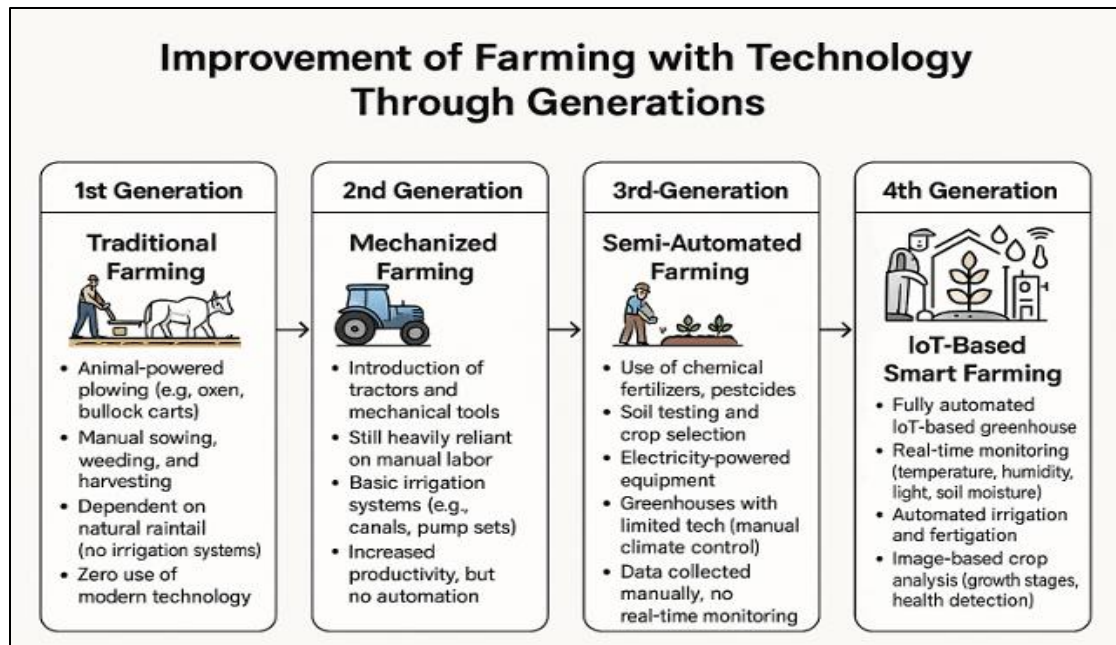 Improvement of Farming with Technology
Through Generations
1st Generation
Traditional
Farming
• Animal-powered
plowing (e.g, oxen,
bullock carts)
• Manual sowing,
weeding, and
harvesting
• Dependent on
natural raintail
(no irrigation systems)
• Zero use of
modern technology
2nd Generation
Mechanized
Farming
• Introduction of
tractors and
mechanical tools
• Still heavily reliant
on manual labor
• Basic irrigation
systems (e.g.,
canals, pump sets)
• Increased
productivity, but
no automation
3rd-Generation
Semi-Automated
Farming
• Use of chemical
fertilizers, pestcides
• Soil testing and
crop selection
• Electricity-powered
equipment
• Greenhouses with
limited tech (manual
climate control)
• Data collected
manually, no
real-time monitoring
4th Generation
IoT-Based
Smart Farming
• Fully automated
IoT-based greenhouse
• Real-time monitoring
(temperature, humidity,
light, soil moisture)
• Automated irrigation
and fertigation
• Image-based crop
analysis (growth stages,
health detection)